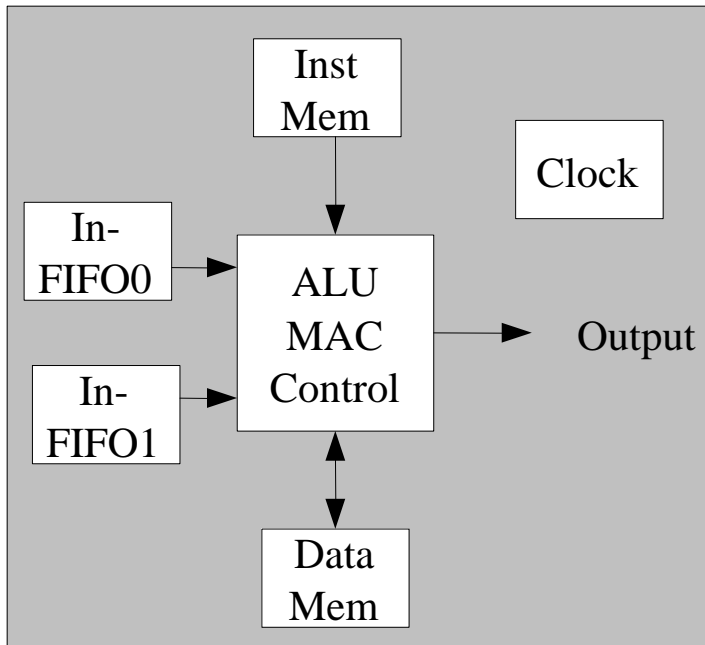 Inst
Mem
Clock
In-
FIFO0
ALU
MAC
Control
Output
In-
FIFO1
Data
Mem